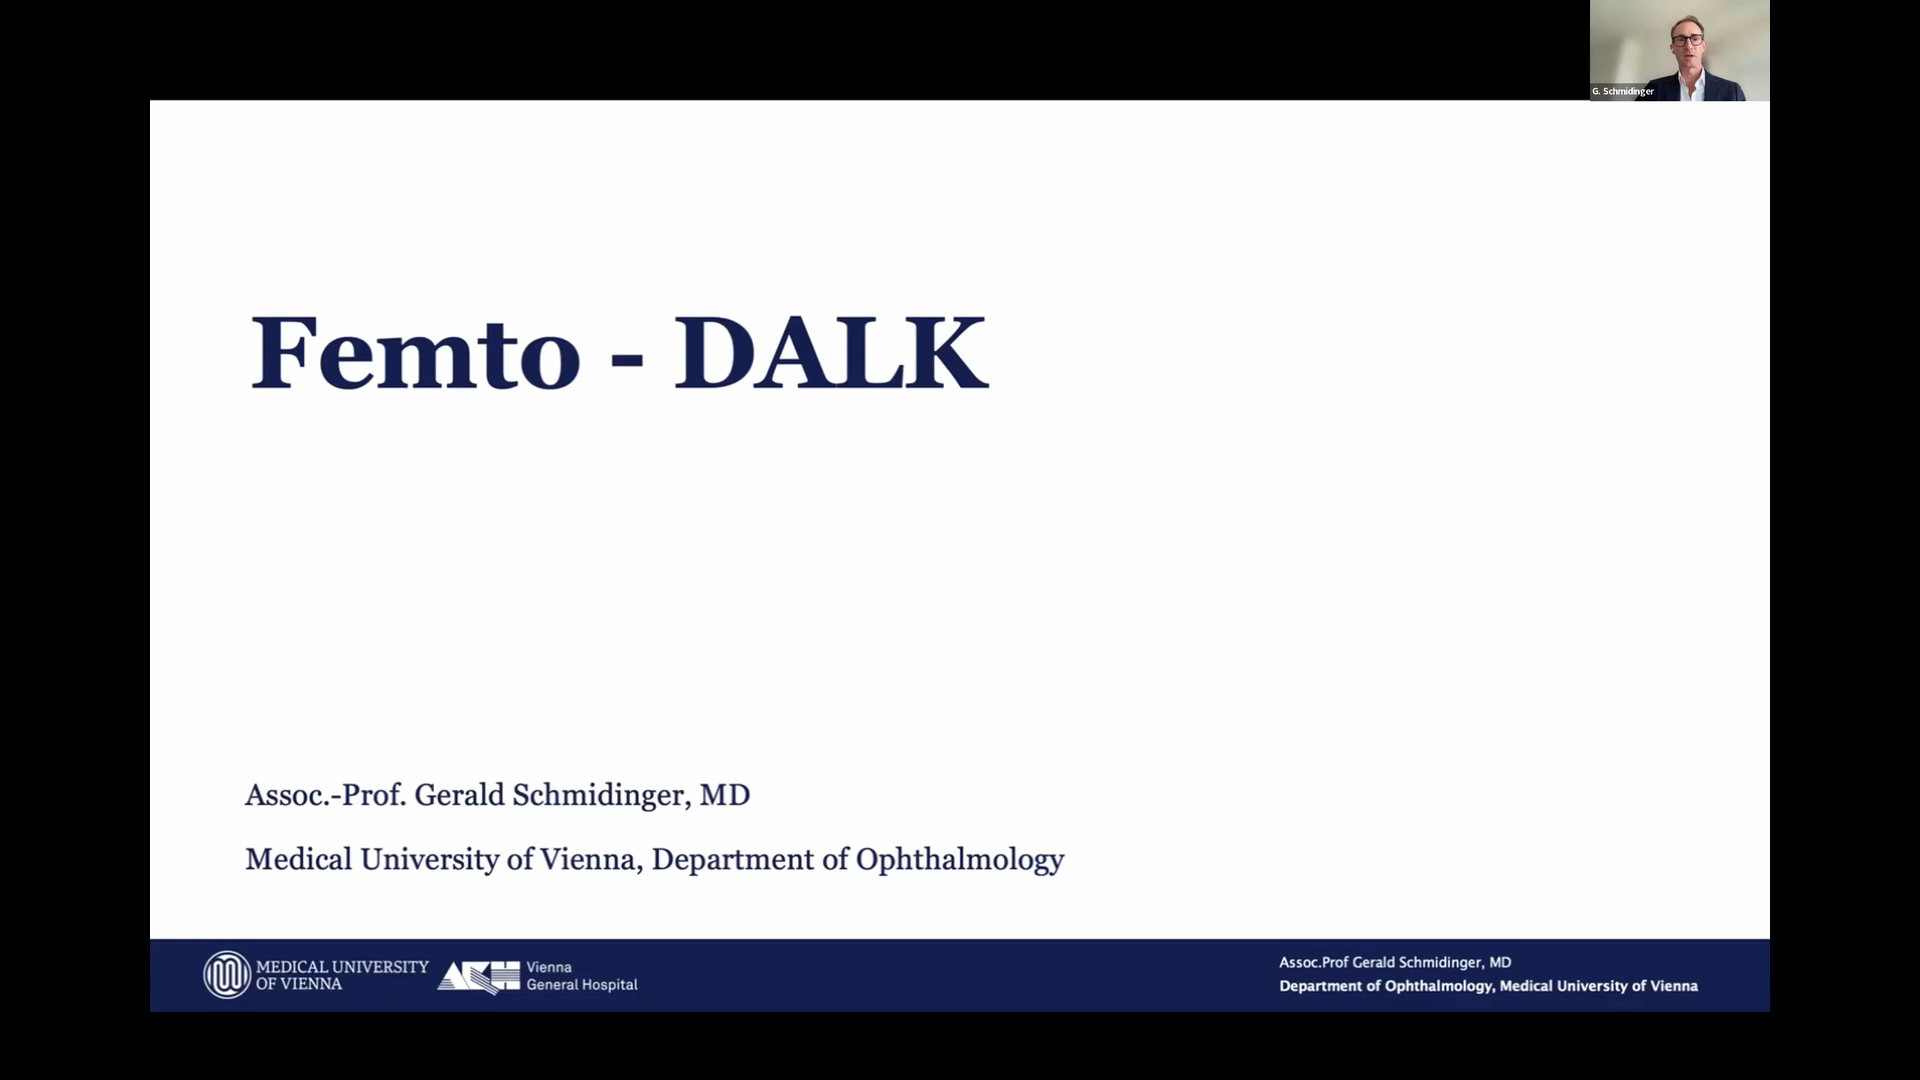 G. Schmidinger
Femto - DALK
Assoc.-Prof. Gerald Schmidinger, MD
Medical University of Vienna, Department of Ophthalmology
MEDICAL UNIVERSITY
OF VIENNA
AKH
Vienna
General Hospital
Assoc.Prof Gerald Schmidinger, MD
Department of Ophthalmology, Medical University of Vienna